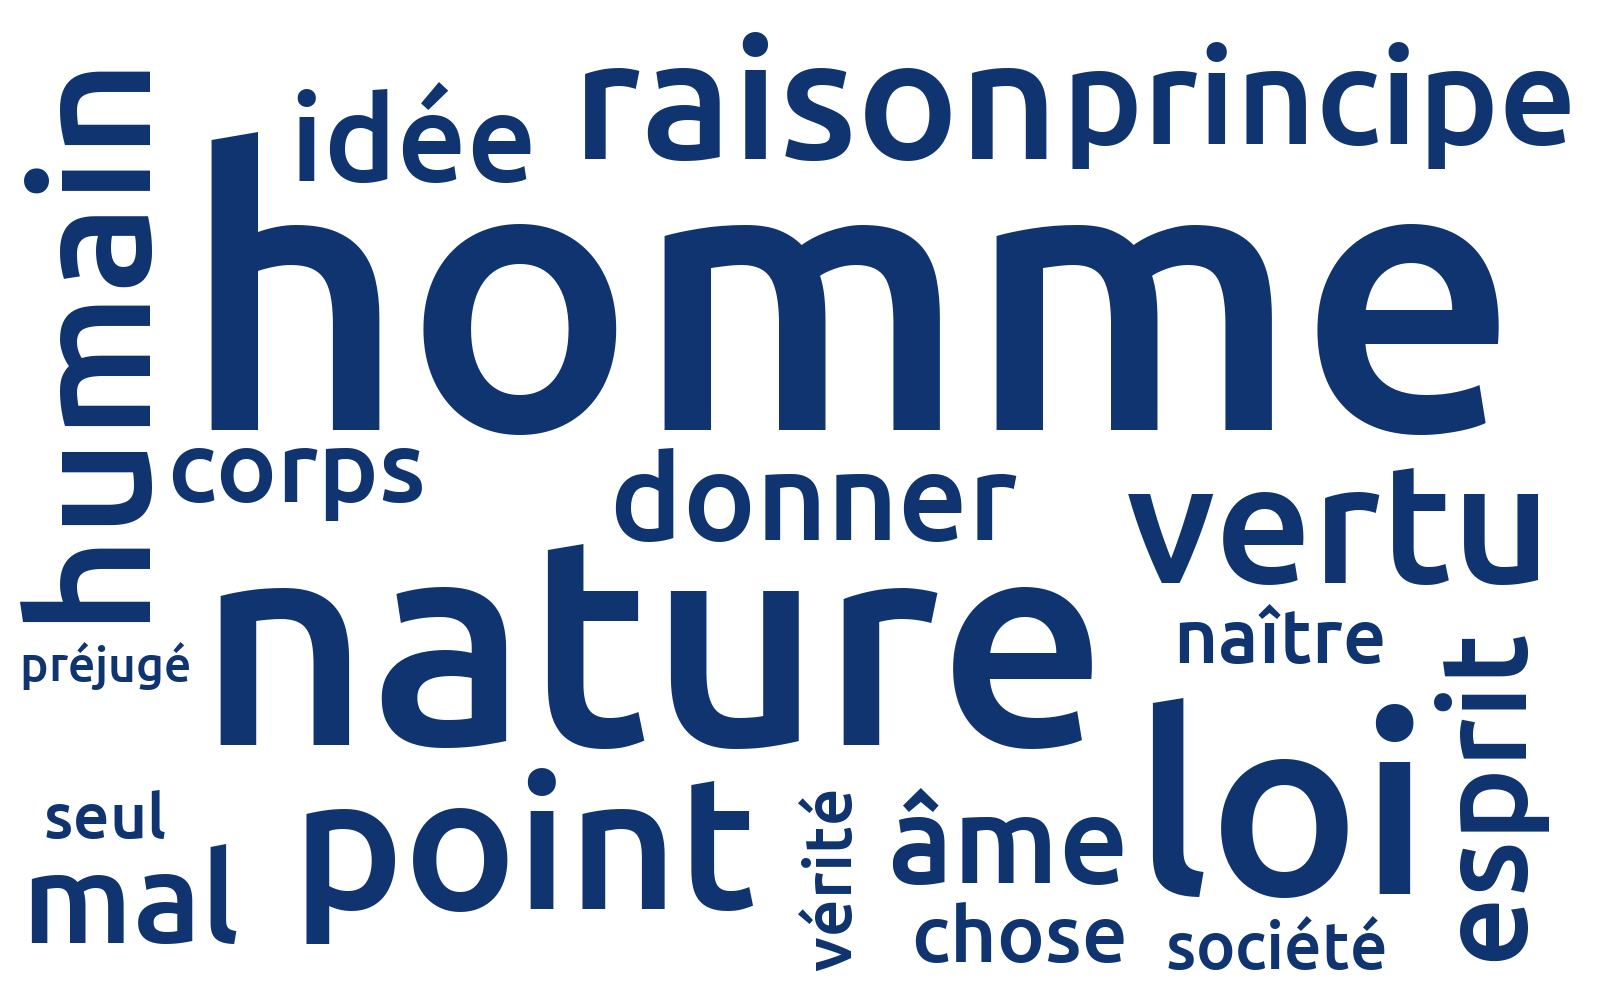 humain
idée
raison
principe
homme
corps
donner
vertu
nature
naître
préjugé
esprit
loi
point
seul
mal
vérité
âme
chose
société